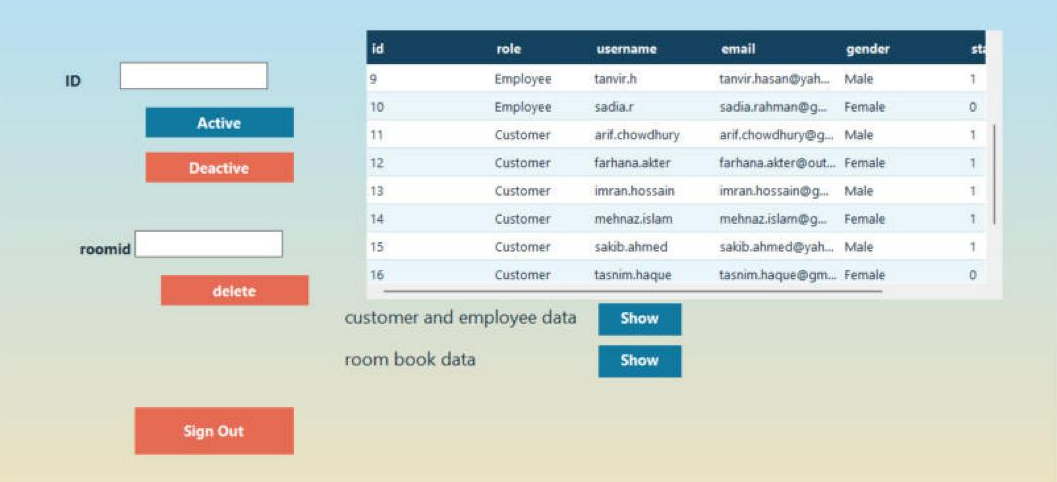 ID
Active
Deactive
roomid
delete
Sign Out
id role username email gender sta
9 Employee tanvir.h tanvir.hasan@yah... Male 1
10 Employee sadia.r sadia.rahman@g... Female 0
11 Customer arif.chowdhury arif.chowdhury@g... Male 1
12 Customer farhana.akter farhana.akter@out... Female 1
13 Customer imran.hossain imran.hossain@g... Male 1
14 Customer mehnaz.islam mehnaz.islam@g... Female 1
15 Customer sakib.ahmed sakib.ahmed@yah... Male 1
16 Customer tasnim.haque tasnim.haque@gm... Female 0
customer and employee data Show
room book data Show